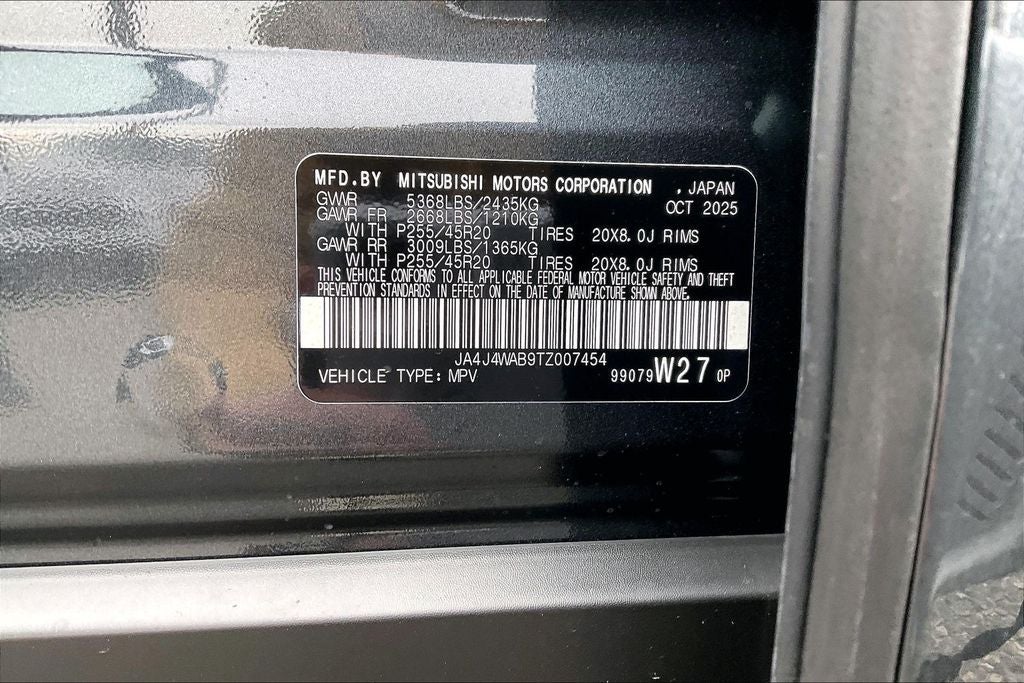 MFD.BY MITSUBISHI MOTORS CORPORATION , JAPAN
GVWR 5368LBS/2435KG OCT 2025
GAWR FR 2668LBS/1210KG
WITH P255/45R20 TIRES 20X8.0J RIMS
GAWR RR 3009LBS/1365KG
WITH P255/45R20 TIRES 20X8.0J RIMS
THIS VEHICLE CONFORMS TO ALL APPLICABLE FEDERAL MOTOR VEHICLE SAFETY AND THEFT
PREVENTION STANDARDS IN EFFECT ON THE DATE OF MANUFACTURE SHOWN ABOVE.
JA4J4WAB9TZ007454
VEHICLE TYPE: MPV 99079W27 0P